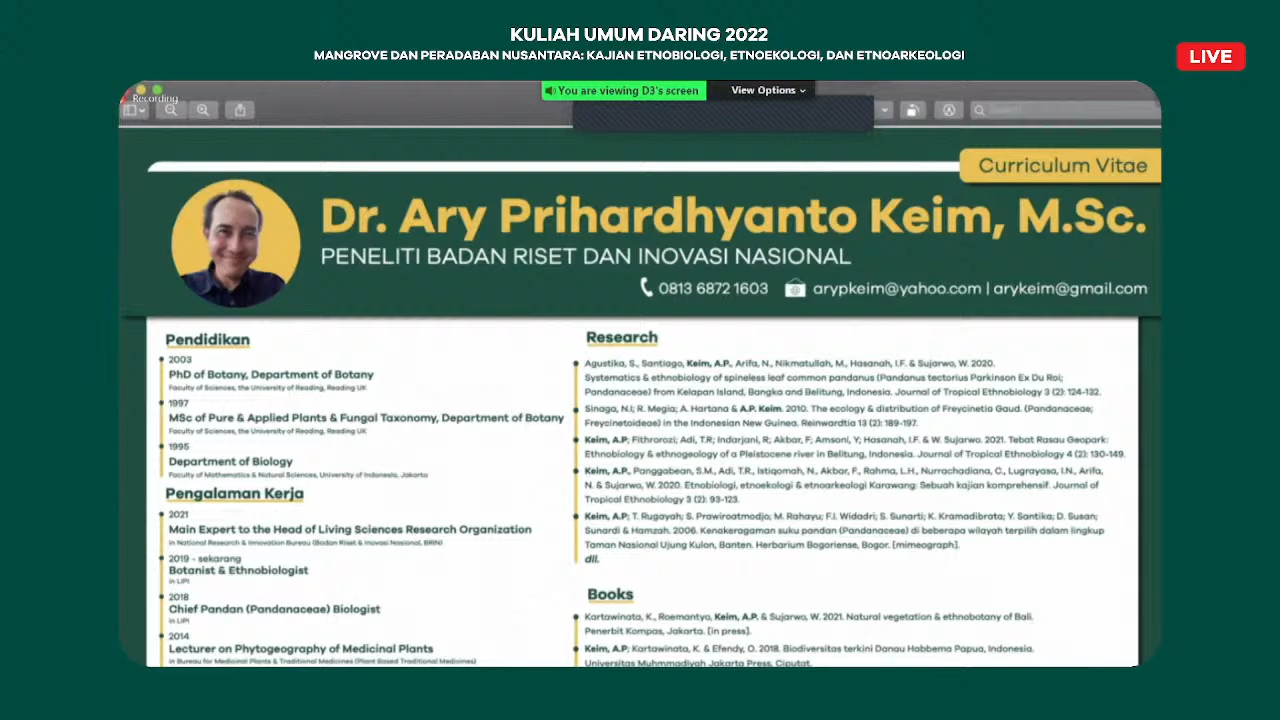 KULIAH UMUM DARING 2022
MANGROVE DAN PERADABAN NUSANTARA: KAJIAN ETNOBIOLOGI, ETNOEKOLOGI, DAN ETNOARKEOLOGI
LIVE
Recording
You are viewing D3's screen
View Options
Search
Curriculum Vitae
Dr. Ary Prihardhyanto Keim, M.Sc.
PENELITI BADAN RISET DAN INOVASI NASIONAL
0813 6872 1603
arypkeim@yahoo.com | arykeim@gmail.com
Pendidikan
2003
PhD of Botany, Department of Botany
Faculty of Sciences, the University of Reading, Reading UK
1997
MSc of Pure & Applied Plants & Fungal Taxonomy, Department of Botany
Faculty of Sciences, the University of Reading, Reading UK
1995
Department of Biology
Faculty of Mathematics & Natural Sciences, University of Indonesia, Jakarta
Pengalaman Kerja
2021
Main Expert to the Head of Living Sciences Research Organization
in National Research & Innovation Bureau (Badan Riset & Inovasi Nasional, BRIN)
2019 - sekarang
Botanist & Ethnobiologist
in LIPI
2018
Chief Pandan (Pandanaceae) Biologist
in LIPI
2014
Lecturer on Phytogeography of Medicinal Plants
in Bureau for Medicinal Plants & Traditional Medicines (Plant Based Traditional Medicines)
Research
Agustika, S., Santiago, Keim, A.P., Arifa, N., Nikmatullah, M., Hasanah, I.F. & Sujarwo, W. 2020.
Systematics & ethnobiology of spineless leaf common pandanus (Pandanus tectorius Parkinson Ex Du Roi;
Pandanaceae) from Kelapan Island, Bangka and Belitung, Indonesia. Journal of Tropical Ethnobiology 3 (2): 124-132.
Sinaga, N.I; R. Megia; A. Hartana & A.P. Keim. 2010. The ecology & distribution of Freycinetia Gaud. (Pandanaceae;
Freycinetoideae) in the Indonesian New Guinea. Reinwardtia 13 (2): 189-197.
Keim, A.P; Fithrorozi; Adi, T.R; Indarjani, R; Akbar, F; Amsoni, Y; Hasanah, I.F. & W. Sujarwo. 2021. Tebat Rasau Geopark:
Ethnobiology & ethnogeology of a Pleistocene river in Belitung, Indonesia. Journal of Tropical Ethnobiology 4 (2): 130-149.
Keim, A.P., Panggabean, S.M., Adi, T.R., Istiqomah, N., Akbar, F., Rahma, L.H., Nurrachdiana, C., Lugrayasa, I.N., Arifa,
N. & Sujarwo, W. 2020. Etnobiologi, etnoekologi & etnoarkeologi Karawang: Sebuah kajian komprehensif. Journal of
Tropical Ethnobiology 3 (2): 93-123.
Keim, A.P; T. Rugayah; S. Prawiroatmodjo; M. Rahayu; F.I. Widadri; S. Sunarti; K. Kramadibrata; Y. Santika; D. Susan;
Sunardi & Hamzah. 2006. Kenakeragaman suku pandan (Pandanaceae) di beberapa wilayah terpilih dalam lingkup
Taman Nasional Ujung Kulon, Banten. Herbarium Bogoriense, Bogor. [mimeograph].
dll.
Books
Kartawinata, K., Roemantyo, Keim, A.P. & Sujarwo, W. 2021. Natural vegetation & ethnobotany of Bali.
Penerbit Kompas, Jakarta. [in press].
Keim, A.P; Kartawinata, K. & Efendy, O. 2018. Biodiversitas terkini Danau Habbema Papua, Indonesia.
Universitas Muhmmadiyah Jakarta Press, Ciputat.